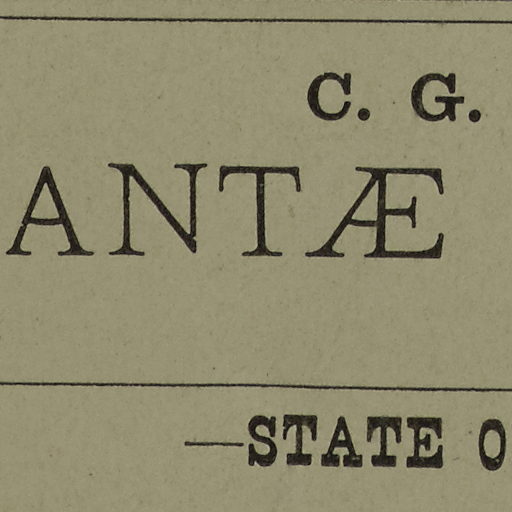 C. G.
ANTÆ
—STATE O